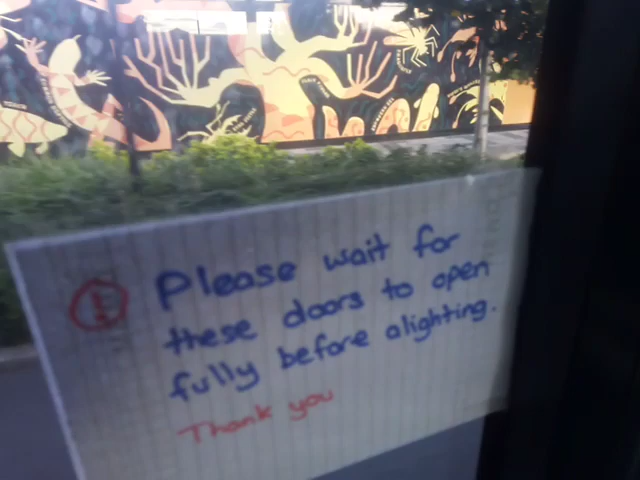 ! Please wait for
these doors to open
fully before alighting.
Thank you